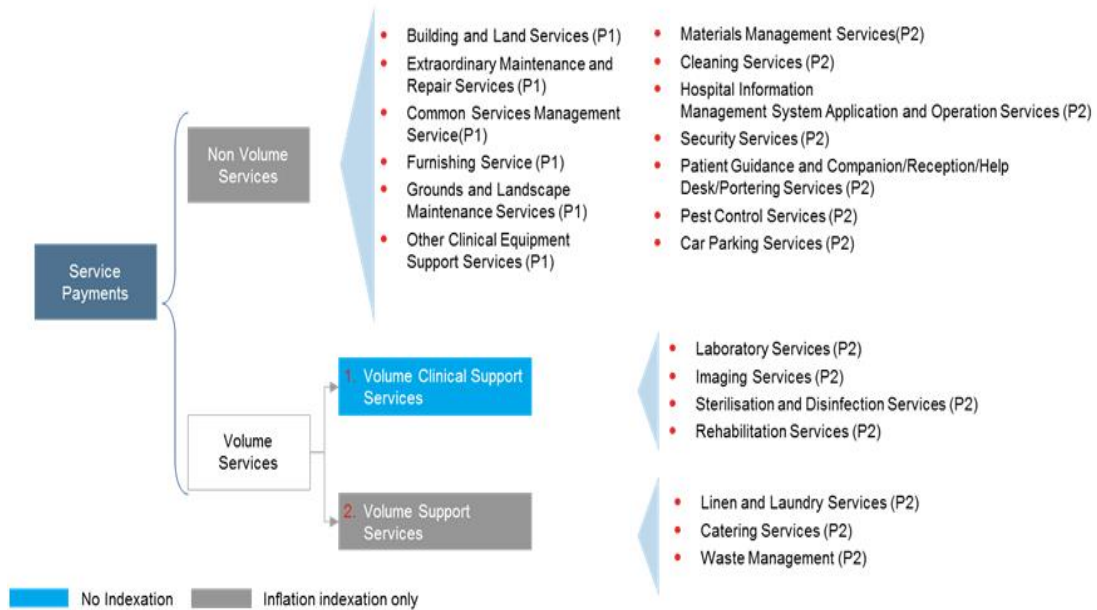 Service
Payments
Non Volume
Services
• Building and Land Services (P1)
• Extraordinary Maintenance and
Repair Services (P1)
• Common Services Management
Service(P1)
• Furnishing Service (P1)
• Grounds and Landscape
Maintenance Services (P1)
• Other Clinical Equipment
Support Services (P1)
• Materials Management Services(P2)
• Cleaning Services (P2)
• Hospital Information
Management System Application and Operation Services (P2)
• Security Services (P2)
• Patient Guidance and Companion/Reception/Help
Desk/Portering Services (P2)
• Pest Control Services (P2)
• Car Parking Services (P2)
Volume
Services
1. Volume Clinical Support
Services
• Laboratory Services (P2)
• Imaging Services (P2)
• Sterilisation and Disinfection Services (P2)
• Rehabilitation Services (P2)
2. Volume Support
Services
• Linen and Laundry Services (P2)
• Catering Services (P2)
• Waste Management (P2)
No Indexation
Inflation indexation only